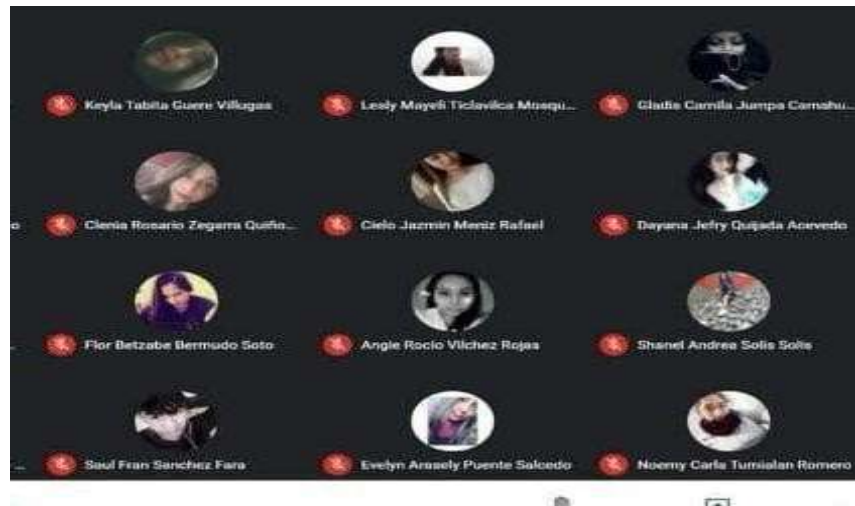 Keyla Tabita Guere Villugas
Lesly Mayeli Ticlavilca Mosqu...
Gladis Camila Jumpa Carnahu...
Clenia Rosario Zegarra Quiño...
Cielo Jazmin Meniz Rafael
Dayana Jefry Quijada Acevedo
Flor Betzabe Bermudo Soto
Angie Rocio Vilchez Rojas
Shanel Andrea Solis Solis
Saul Fran Sanchez Fara
Evelyn Arasely Puente Salcedo
Noemy Carla Tumialan Romero